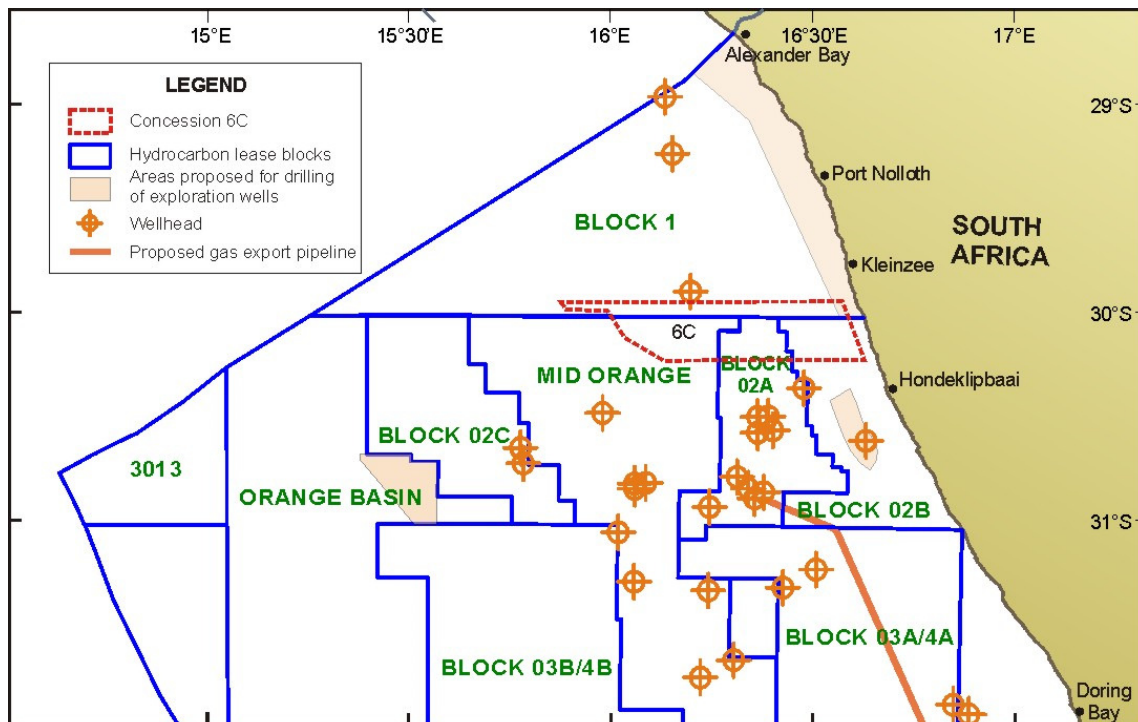 15°E
15°30'E
16°E
16°30'E
17°E
Alexander Bay
LEGEND
Concession 6C
Hydrocarbon lease blocks
Areas proposed for drilling
of exploration wells
Wellhead
Proposed gas export pipeline
29°S
Port Nolloth
BLOCK 1
SOUTH
AFRICA
Kleinzee
30°S
6C
BLOCK
02A
MID ORANGE
Hondeklipbaai
BLOCK 02C
3013
ORANGE BASIN
BLOCK 02B
31°S
BLOCK 03A/4A
BLOCK 03B/4B
Doring
Bay